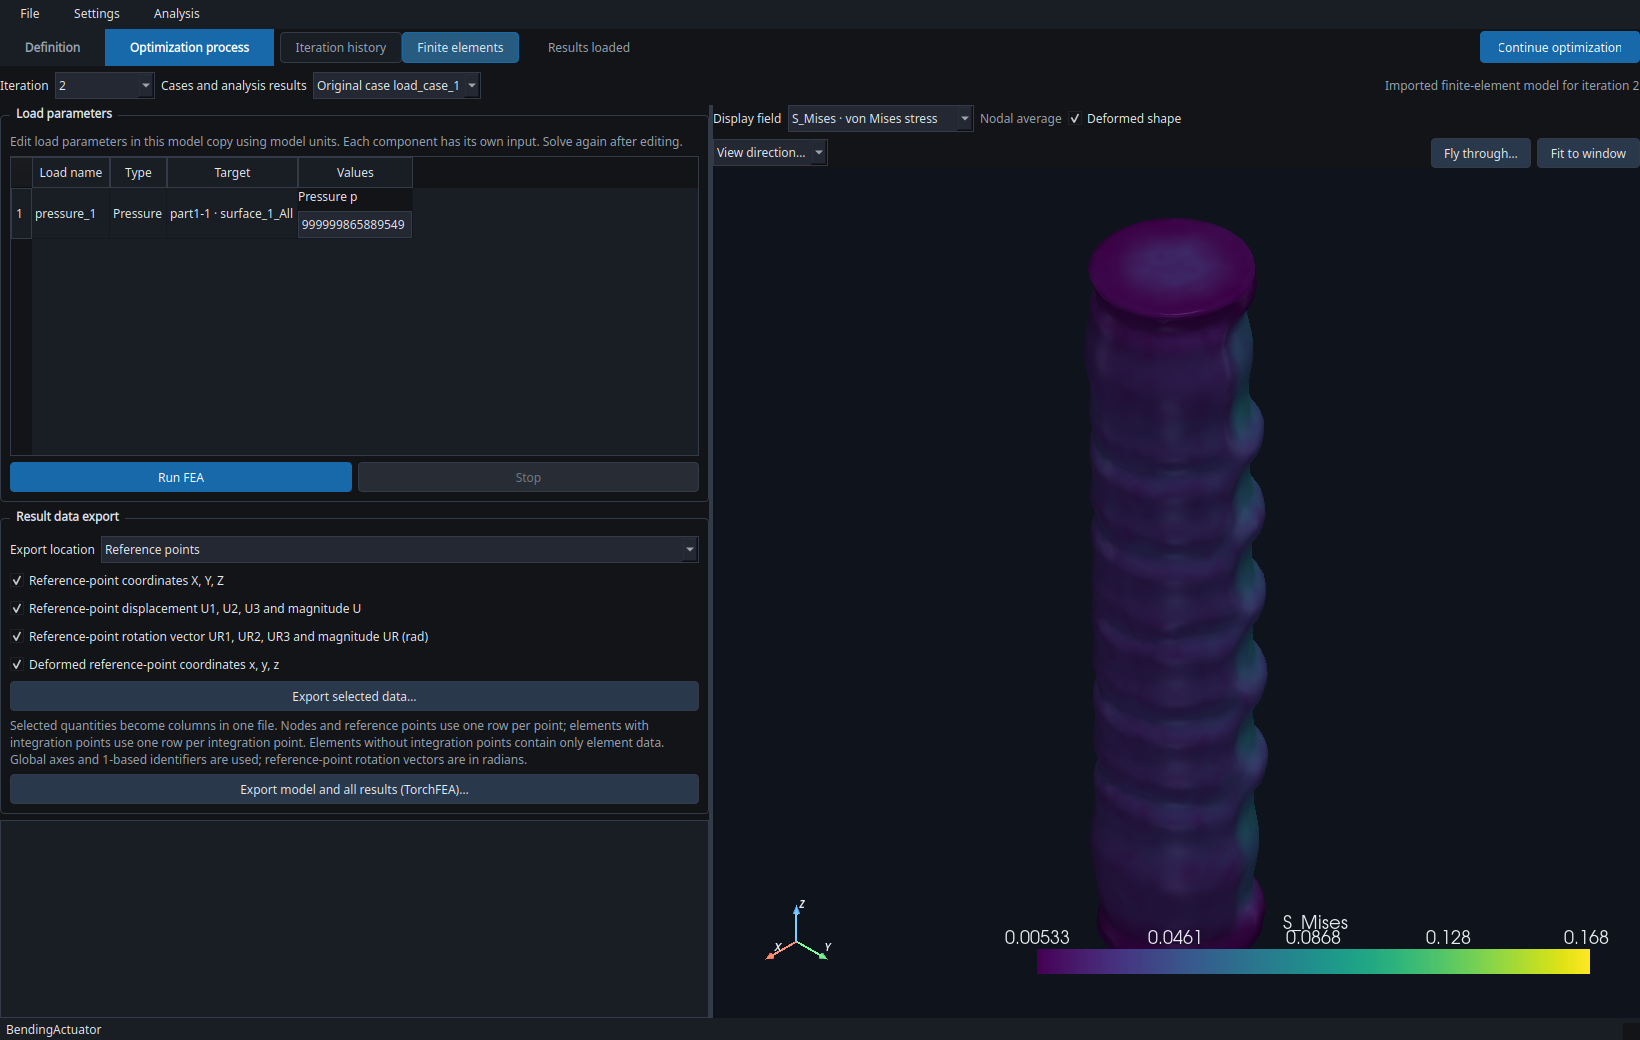 File Settings Analysis
Definition Optimization process Iteration history Finite elements Results loaded Continue optimization
Iteration 2 Cases and analysis results Original case load_case_1 Imported finite-element model for iteration 2
Load parameters
Edit load parameters in this model copy using model units. Each component has its own input. Solve again after editing.
Load name Type Target Values
1 pressure_1 Pressure part1-1 · surface_1_All
Pressure p
999999865889549
Run FEA Stop
Result data export
Export location Reference points
Reference-point coordinates X, Y, Z
Reference-point displacement U1, U2, U3 and magnitude U
Reference-point rotation vector UR1, UR2, UR3 and magnitude UR (rad)
Deformed reference-point coordinates x, y, z
Export selected data...
Selected quantities become columns in one file. Nodes and reference points use one row per point; elements with
integration points use one row per integration point. Elements without integration points contain only element data.
Global axes and 1-based identifiers are used; reference-point rotation vectors are in radians.
Export model and all results (TorchFEA)...
Display field S_Mises · von Mises stress Nodal average Deformed shape
View direction... Fly through... Fit to window
Z
X Y
S_Mises
0.00533 0.0461 0.0868 0.128 0.168
BendingActuator